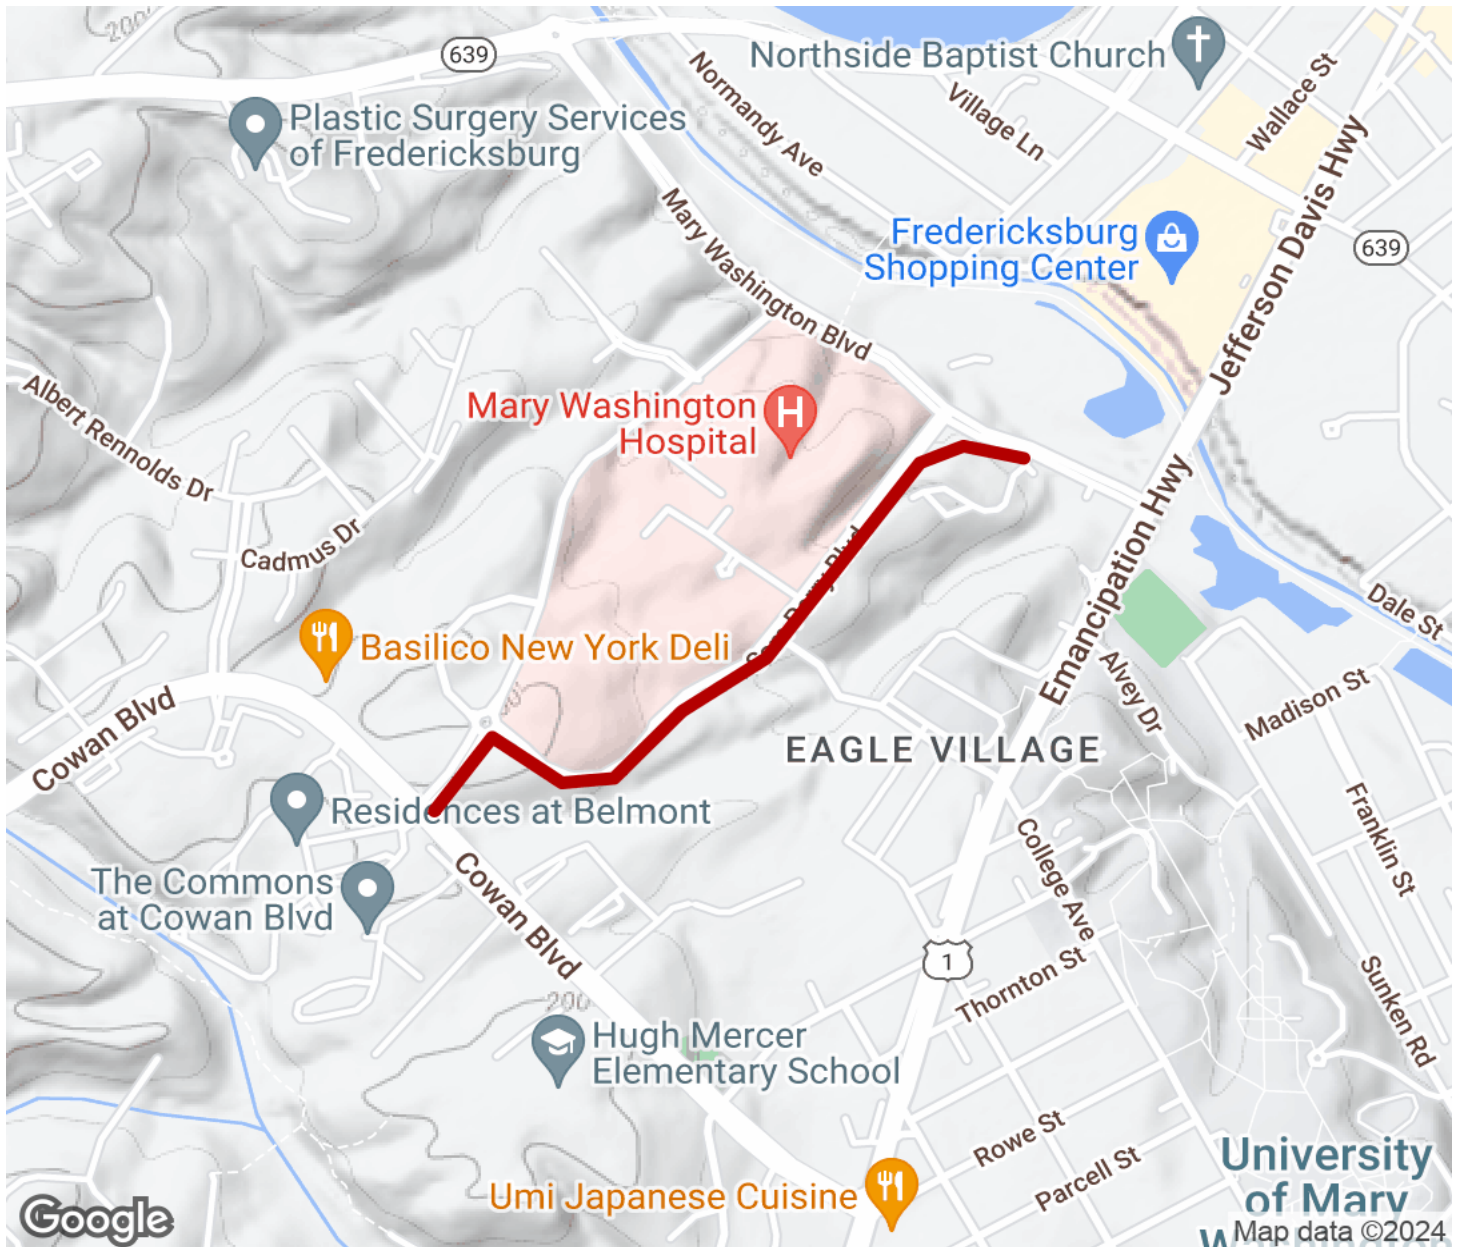 200
639
Northside Baptist Church
Wallace St
Normandy Ave
Village Ln
Plastic Surgery Services
of Fredericksburg
Jefferson Davis Hwy
Mary Washington Blvd
Fredericksburg
Shopping Center
639
Albert Rennolds Dr
Mary Washington
Hospital
Cadmus Dr
Emancipation Hwy
Dale St
Basilico New York Deli
Blvd
Alvey Dr
Madison St
Cowan Blvd
EAGLE VILLAGE
Residences at Belmont
Franklin St
College Ave
The Commons
at Cowan Blvd
Cowan Blvd
1
Thornton St
Sunken Rd
200
Hugh Mercer
Elementary School
Rowe St
Parcell St
University
of Mary
Umi Japanese Cuisine
Google
Map data ©2024